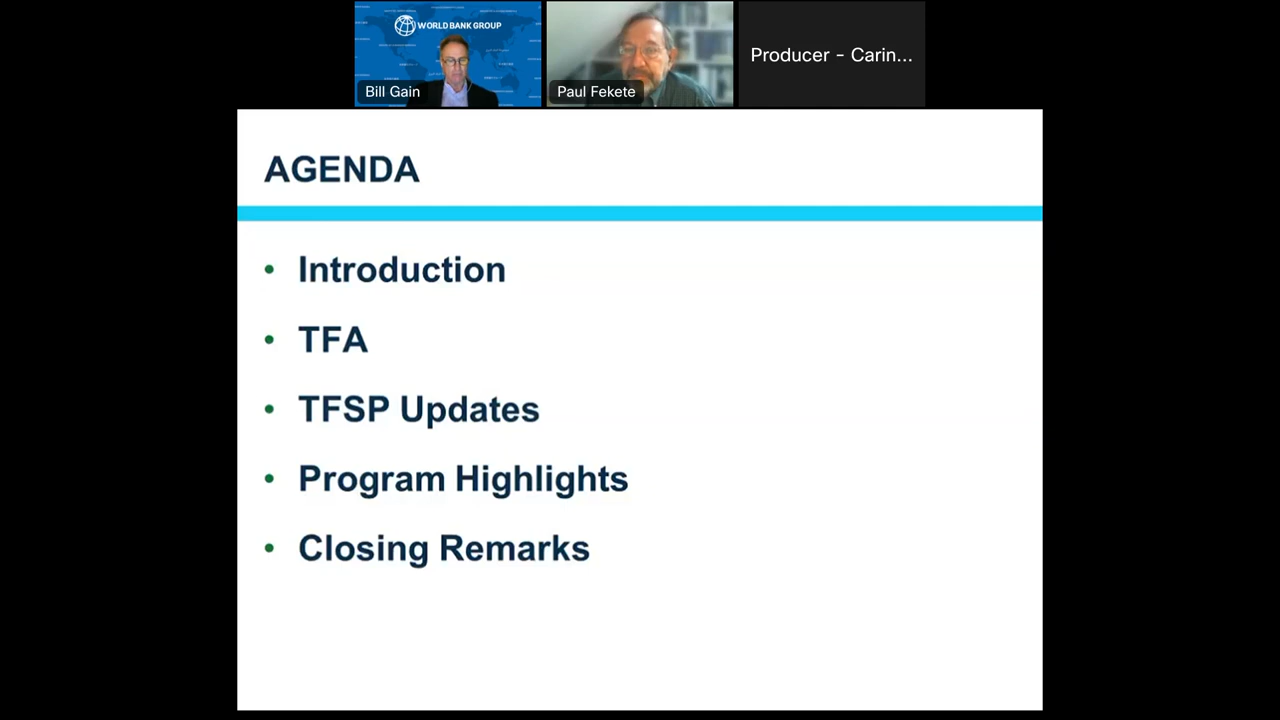 WORLD BANK GROUP
Bill Gain
Paul Fekete
Producer - Carin...
AGENDA
• Introduction
• TFA
• TFSP Updates
• Program Highlights
• Closing Remarks